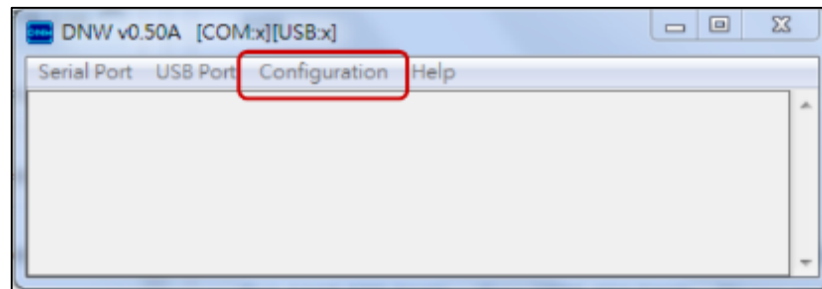 DNW v0.50A [COM:x][USB:x]
Serial Port USB Port Configuration Help